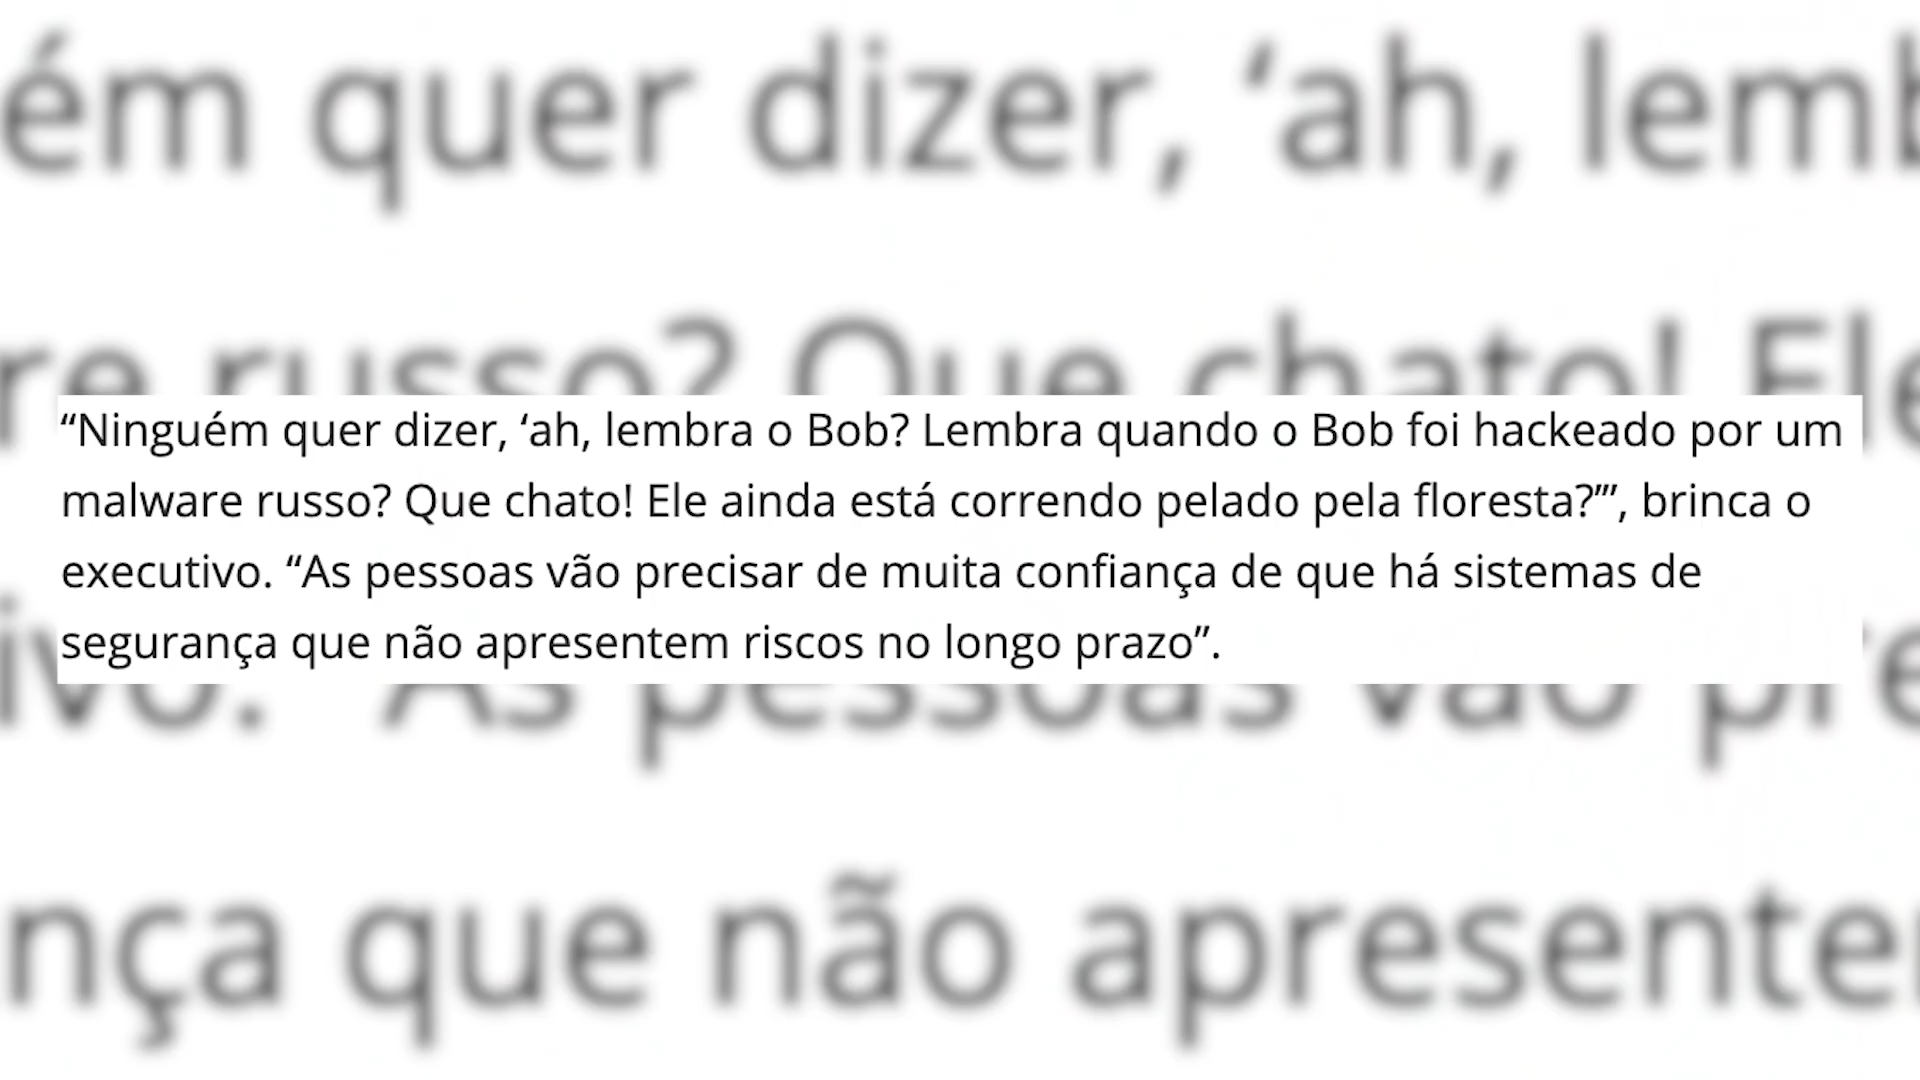 “Ninguém quer dizer, ‘ah, lembra o Bob? Lembra quando o Bob foi hackeado por um
malware russo? Que chato! Ele ainda está correndo pelado pela floresta?’”, brinca o
executivo. “As pessoas vão precisar de muita confiança de que há sistemas de
segurança que não apresentem riscos no longo prazo”.